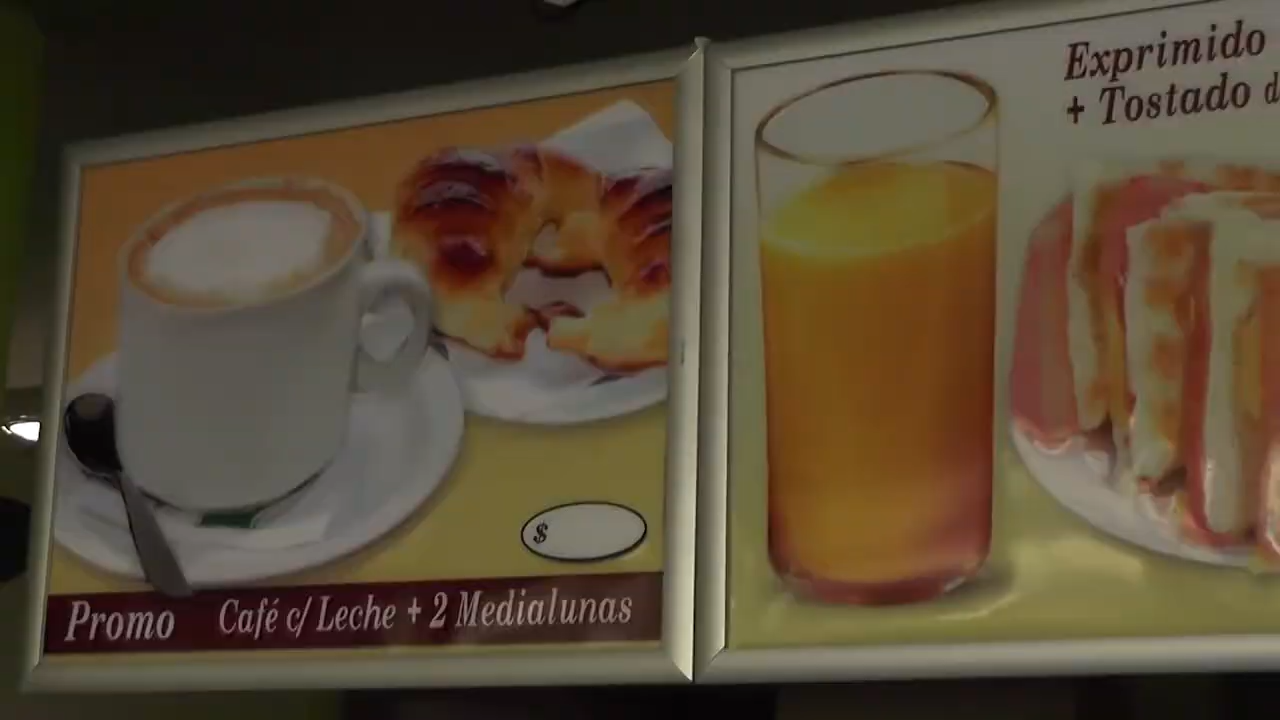 $
Promo Café c/ Leche + 2 Medialunas
Exprimido
+ Tostado